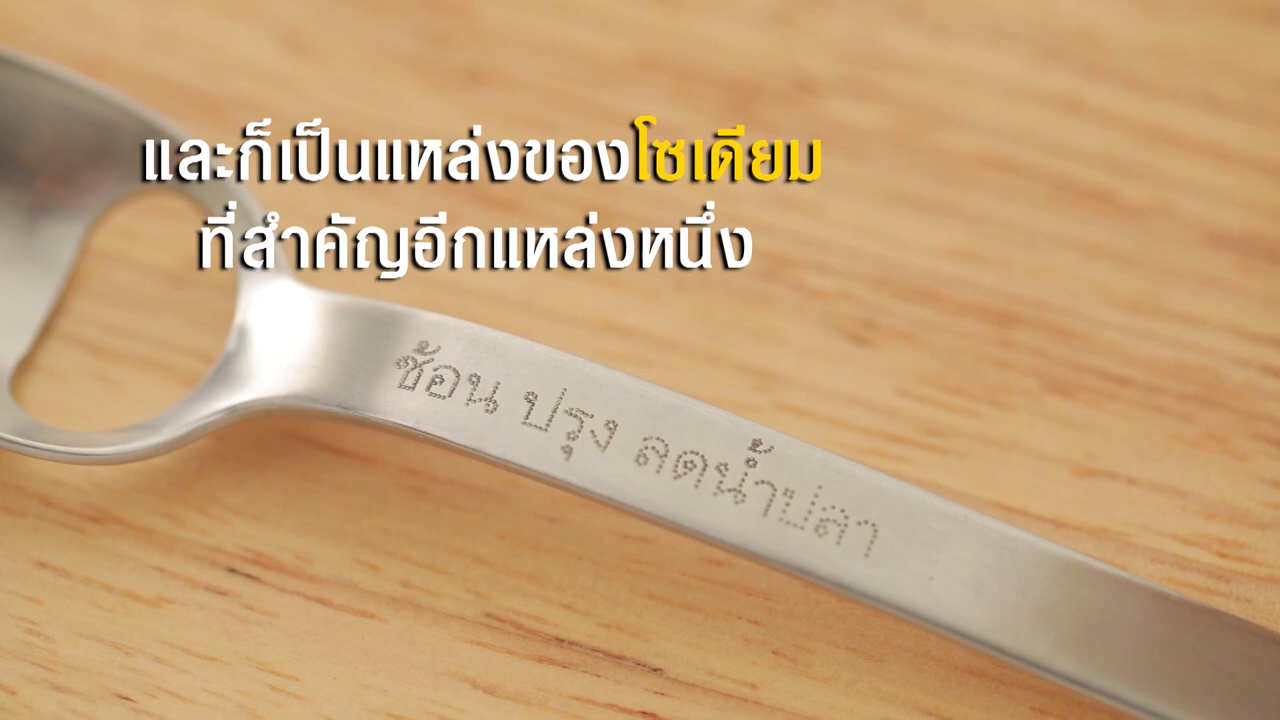 และก็เป็นแหล่งของโซเดียม
ที่สำคัญอีกแหล่งหนึ่ง
ช้อน ปรุง ลดน้ำปลา